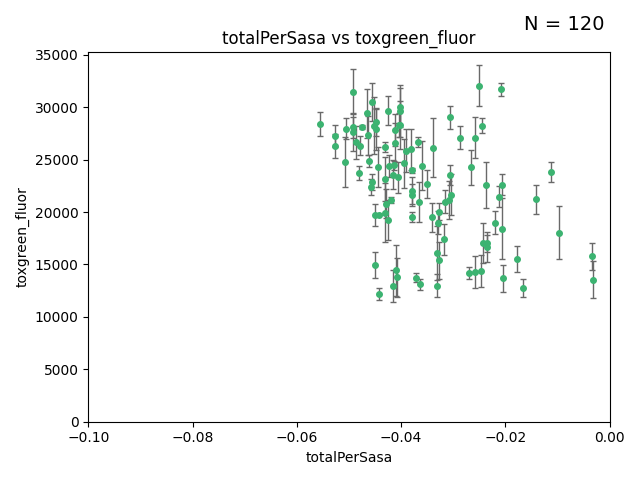 N = 120
totalPerSasa vs toxgreen_fluor
35000
30000
25000
20000
15000
10000
5000
0
toxgreen_fluor
−0.10 −0.08 −0.06 −0.04 −0.02 0.00
totalPerSasa